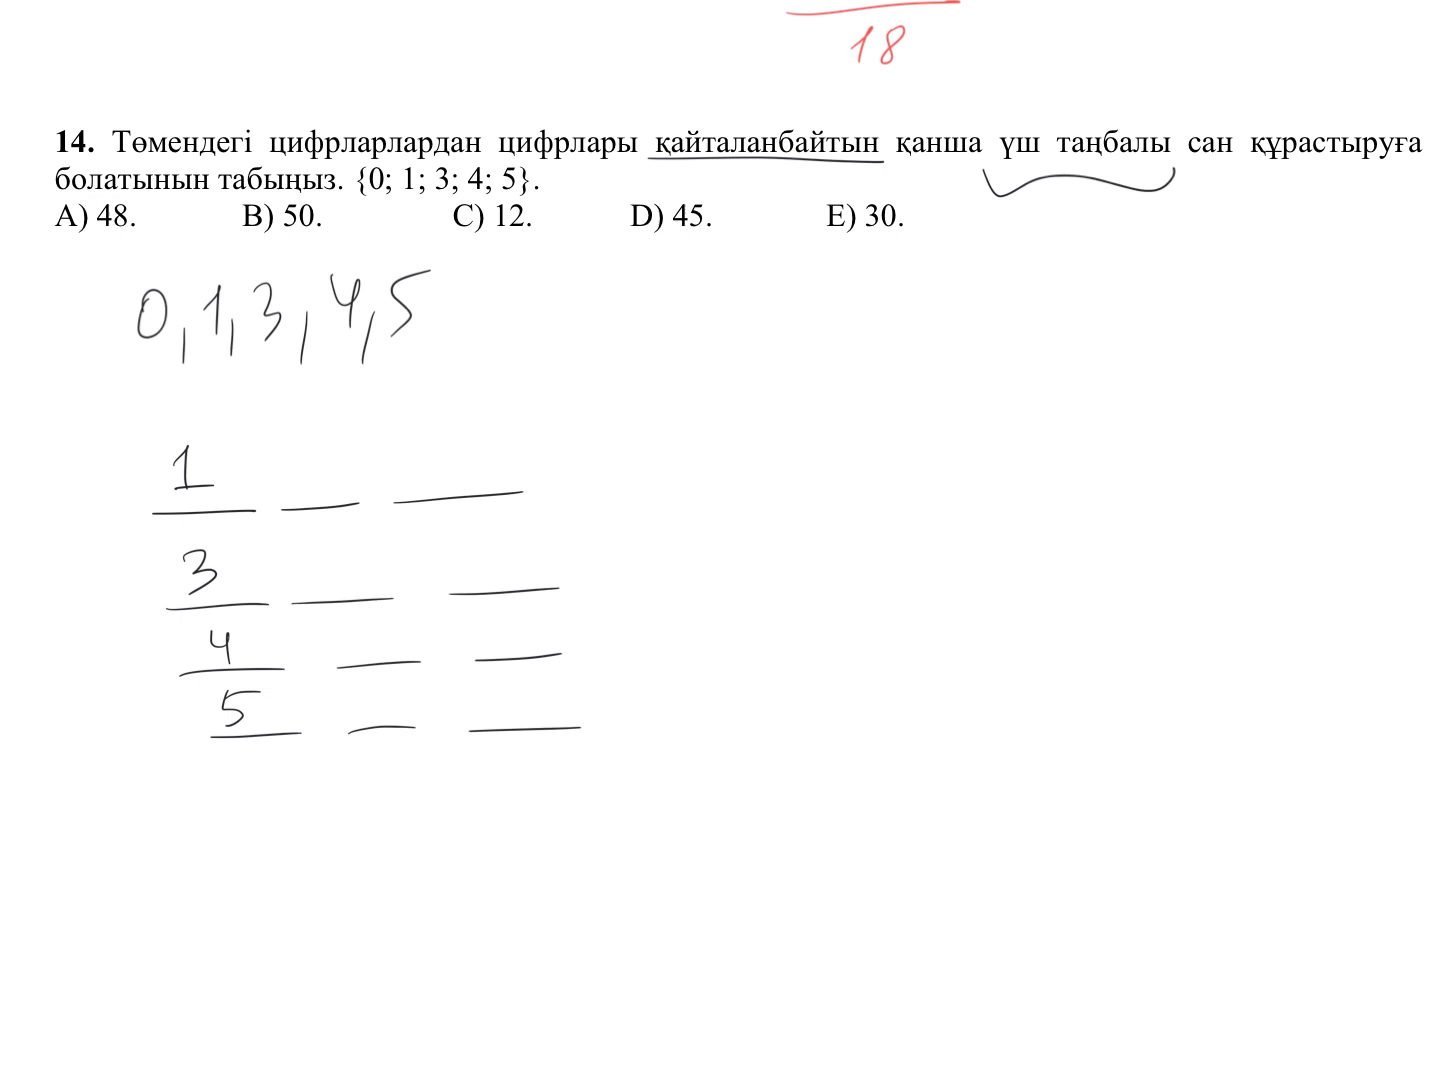 18
14. Төмендегі цифрларлардан цифрлары қайталанбайтын қанша үш таңбалы сан құрастыруға
болатынын табыңыз. {0; 1; 3; 4; 5}.
A) 48. B) 50. C) 12. D) 45. E) 30.
0, 1, 3, 4, 5
1
3
4
5